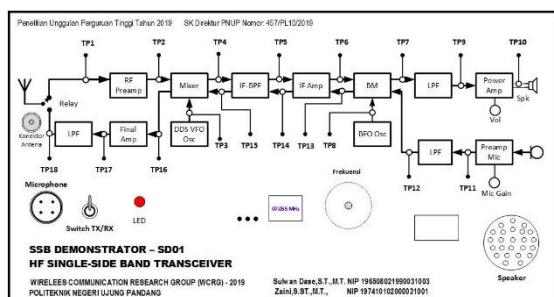 Penelitian Unggulan Perguruan Tinggi Tahun 2019 SK Direktur PNUP Nomor: 457/PL10/2019
TP1 TP2 TP4 TP5 TP6 TP7 TP9 TP10
RF Preamp
Mixer
IF-BPF
IF Amp
BM
LPF
Power Amp
Spk
Relay
Vol
Konektor Antena
LPF
Final Amp
DDS VFO Osc
BFO Osc
TP3 TP15 TP14 TP13 TP8
LPF
Preamp Mic
TP18 TP17 TP16
TP12 TP11
Mic Gain
Microphone
Switch TX/RX
LED
07.055 MHz
Frekuensi
Speaker
SSB DEMONSTRATOR – SD01
HF SINGLE-SIDE BAND TRANSCEIVER
WIRELEES COMMUNICATION RESEARCH GROUP (WCRG) - 2019
POLITEKNIK NEGERI UJUNG PANDANG
Sulwan Dase,S.T.,M.T. NIP 196508021990031003
Zaini,S.ST.,M.T., NIP 197410102000031001